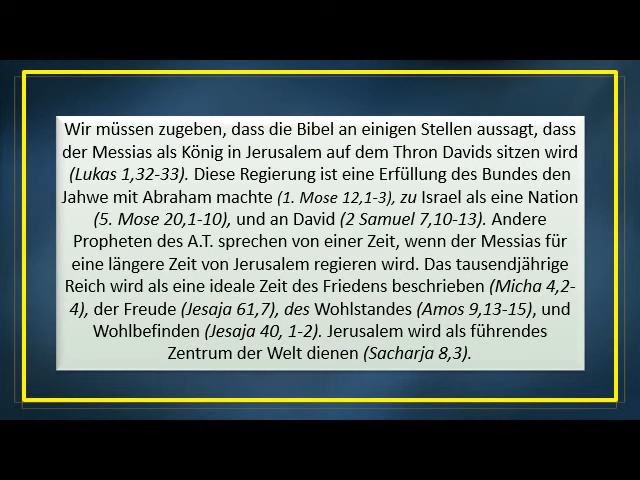 Wir müssen zugeben, dass die Bibel an einigen Stellen aussagt, dass
der Messias als König in Jerusalem auf dem Thron Davids sitzen wird
(Lukas 1,32-33). Diese Regierung ist eine Erfüllung des Bundes den
Jahwe mit Abraham machte (1. Mose 12,1-3), zu Israel als eine Nation
(5. Mose 20,1-10), und an David (2 Samuel 7,10-13). Andere
Propheten des A.T. sprechen von einer Zeit, wenn der Messias für
eine längere Zeit von Jerusalem regieren wird. Das tausendjährige
Reich wird als eine ideale Zeit des Friedens beschrieben (Micha 4,2-
4), der Freude (Jesaja 61,7), des Wohlstandes (Amos 9,13-15), und
Wohlbefinden (Jesaja 40, 1-2). Jerusalem wird als führendes
Zentrum der Welt dienen (Sacharja 8,3).